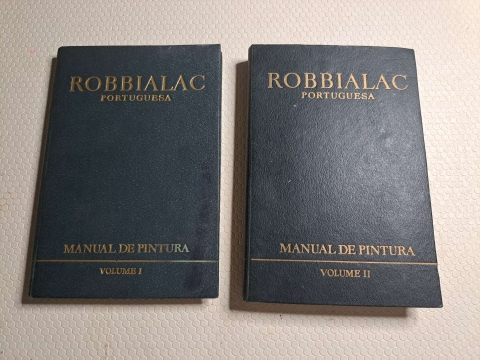 ROBBIALAC
PORTUGUESA
MANUAL DE PINTURA
VOLUME I
ROBBIALAC
PORTUGUESA
MANUAL DE PINTURA
VOLUME II